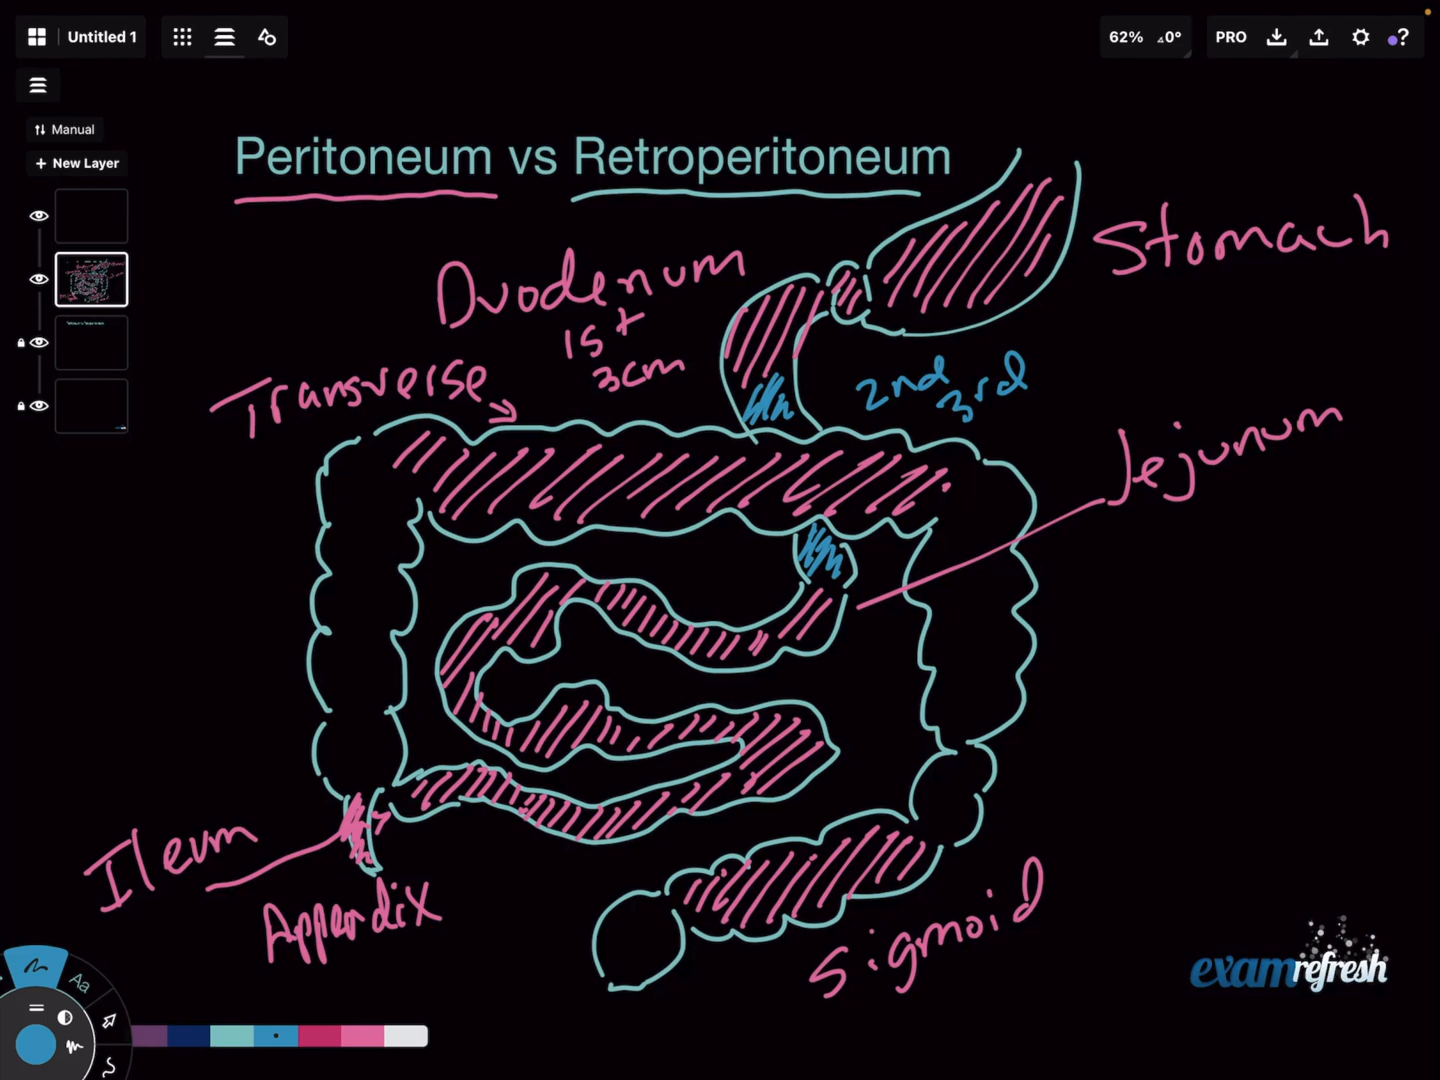 Untitled 1
62% 0°
PRO
?
Manual
+ New Layer
Peritoneum vs Retroperitoneum
Stomach
Duodenum
1st
3cm
Transverse
2nd
3rd
Jejunum
Ileum
Appendix
Sigmoid
examrefresh
Aa